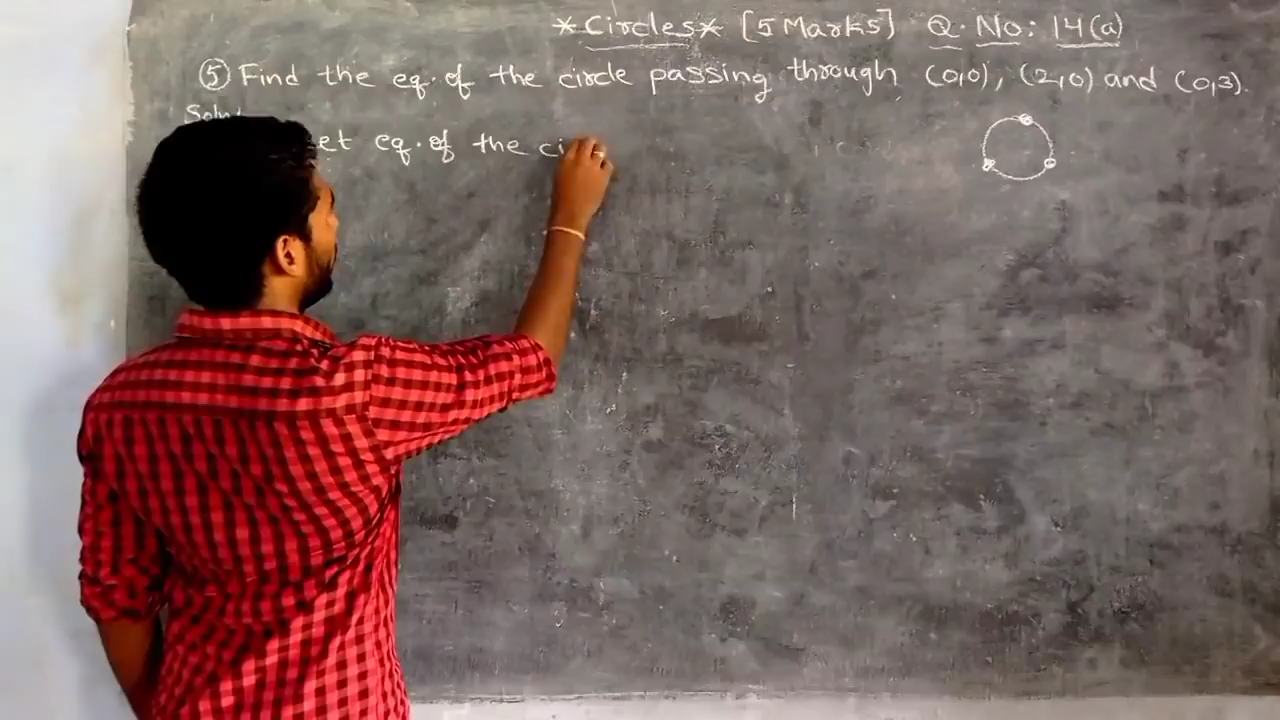 *Circles* [5 Marks] Q.No: 14(a)
⑤ Find the eq. of the circle passing through (0,0), (2,0) and (0,3).
Soln:
et eq. of the ci